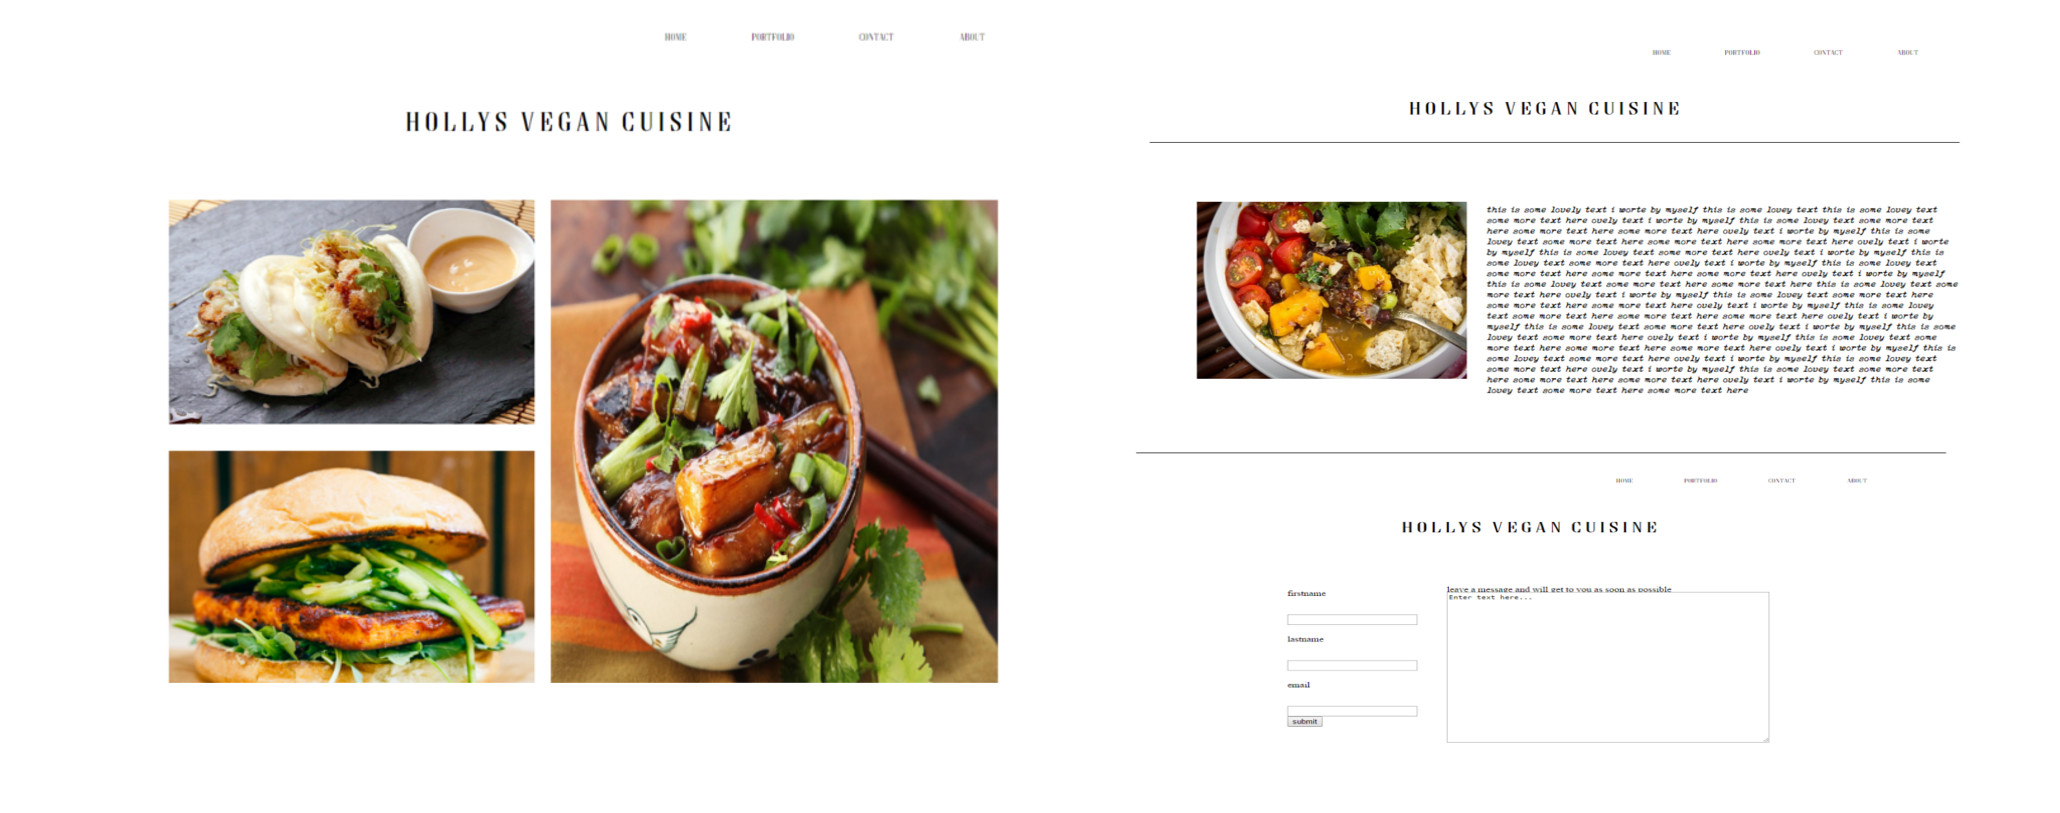 HOME PORTFOLIO CONTACT ABOUT
HOLLYS VEGAN CUISINE
HOME PORTFOLIO CONTACT ABOUT
HOLLYS VEGAN CUISINE
this is some lovely text i worte by myself this is some lovey text this is some lovey text
some more text here ovely text i worte by myself this is some lovey text some more text
here some more text here some more text here ovely text i worte by myself this is some
lovey text some more text here some more text here some more text here ovely text i worte
by myself this is some lovey text some more text here ovely text i worte by myself this is
some lovey text some more text here ovely text i worte by myself this is some lovey text
some more text here some more text here some more text here ovely text i worte by myself
this is some lovey text some more text here this is some lovey text some more text here some
more text here ovely text i worte by myself this is some lovey text some more text here
some more text here some more text here ovely text i worte by myself this is some lovey
text some more text here some more text here some more text here ovely text i worte by
myself this is some lovey text some more text here ovely text i worte by myself this is some
lovey text some more text here ovely text i worte by myself this is some lovey text some
more text here some more text here some more text here ovely text i worte by myself this is
some lovey text some more text here ovely text i worte by myself this is some lovey text
some more text here ovely text i worte by myself this is some lovey text some more text
here some more text here some more text here ovely text i worte by myself this is some
lovey text some more text here some more text here
HOME PORTFOLIO CONTACT ABOUT
HOLLYS VEGAN CUISINE
firstname
lastname
email
submit
leave a message and will get to you as soon as possible
Enter text here...